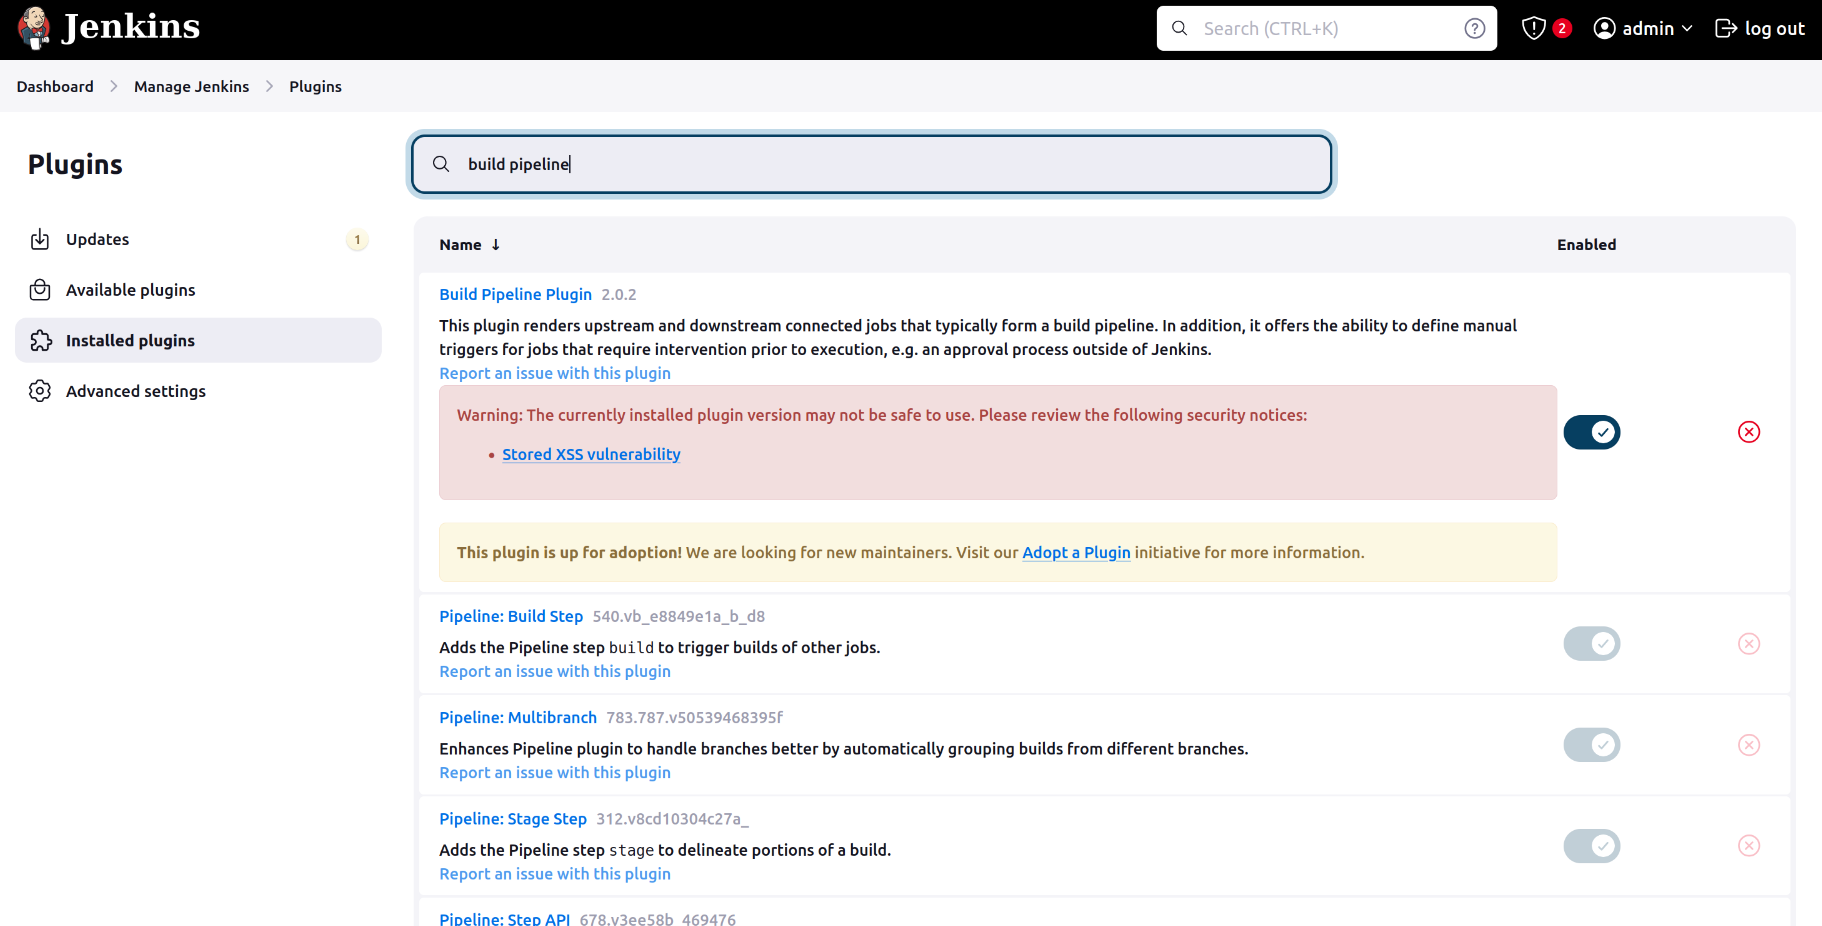 Jenkins
Search (CTRL+K)
2
admin
log out
Dashboard
Manage Jenkins
Plugins
Plugins
Updates
1
Available plugins
Installed plugins
Advanced settings
build pipeline
Name ↓
Enabled
Build Pipeline Plugin 2.0.2
This plugin renders upstream and downstream connected jobs that typically form a build pipeline. In addition, it offers the ability to define manual
triggers for jobs that require intervention prior to execution, e.g. an approval process outside of Jenkins.
Report an issue with this plugin
Warning: The currently installed plugin version may not be safe to use. Please review the following security notices:
• Stored XSS vulnerability
This plugin is up for adoption! We are looking for new maintainers. Visit our Adopt a Plugin initiative for more information.
Pipeline: Build Step 540.vb_e8849e1a_b_d8
Adds the Pipeline step build to trigger builds of other jobs.
Report an issue with this plugin
Pipeline: Multibranch 783.787.v50539468395f
Enhances Pipeline plugin to handle branches better by automatically grouping builds from different branches.
Report an issue with this plugin
Pipeline: Stage Step 312.v8cd10304c27a_
Adds the Pipeline step stage to delineate portions of a build.
Report an issue with this plugin
Pipeline: Step API 678.v3ee58b_469476